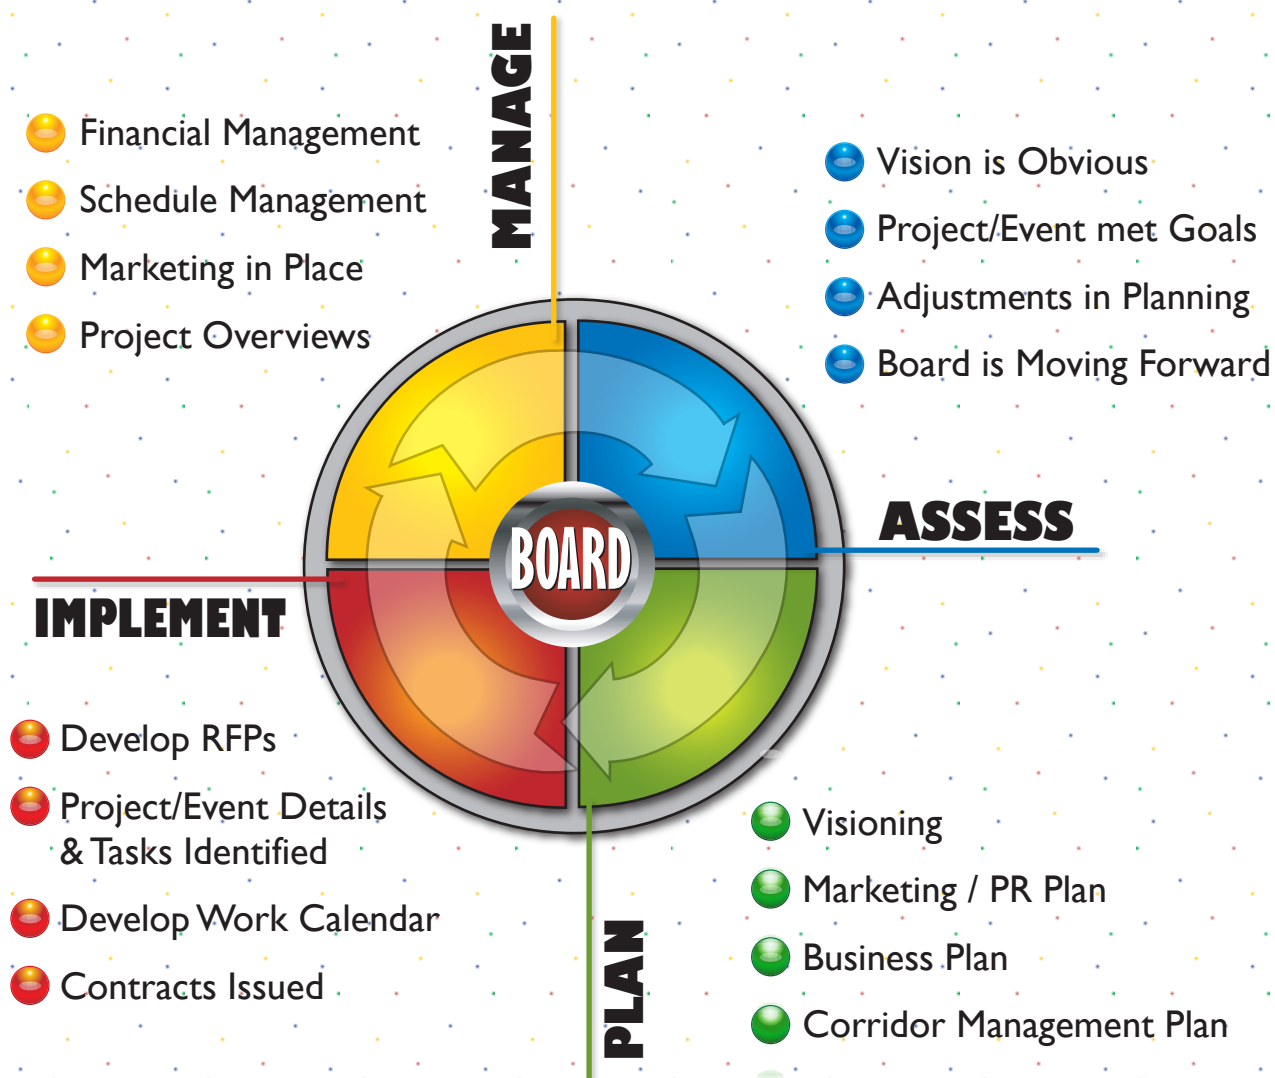 MANAGE
Financial Management
Schedule Management
Marketing in Place
Project Overviews
Vision is Obvious
Project/Event met Goals
Adjustments in Planning
Board is Moving Forward
ASSESS
BOARD
IMPLEMENT
Develop RFPs
Project/Event Details
& Tasks Identified
Develop Work Calendar
Contracts Issued
PLAN
Visioning
Marketing / PR Plan
Business Plan
Corridor Management Plan